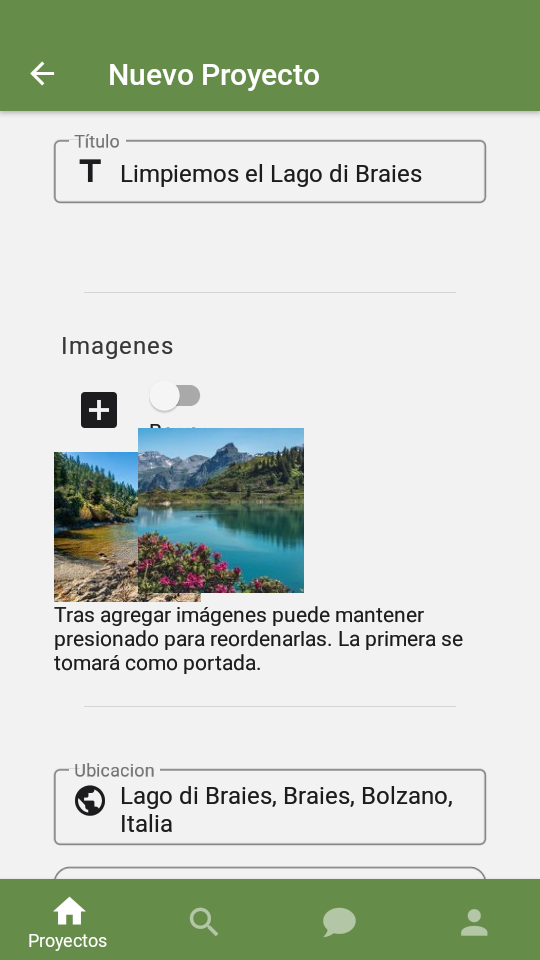 Nuevo Proyecto
Título
T Limpiemos el Lago di Braies
Imagenes
Tras agregar imágenes puede mantener
presionado para reordenarlas. La primera se
tomará como portada.
Ubicacion
Lago di Braies, Braies, Bolzano,
Italia
Proyectos